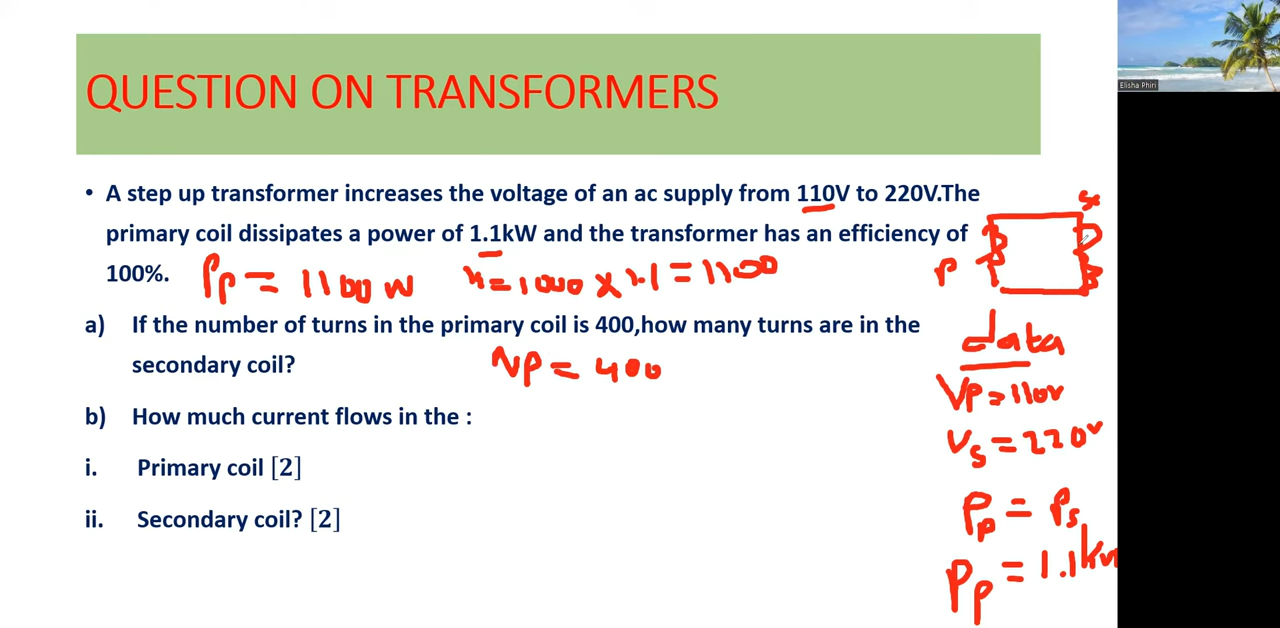 QUESTION ON TRANSFORMERS
Elisha Phiri
• A step up transformer increases the voltage of an ac supply from 110V to 220V.The
primary coil dissipates a power of 1.1kW and the transformer has an efficiency of
100%.
Pp = 1100 W
= 1000 x 1.1 = 1100
P
a) If the number of turns in the primary coil is 400,how many turns are in the
secondary coil?
Np = 400
b) How much current flows in the :
i. Primary coil [2]
ii. Secondary coil? [2]
data
Vp = 110V
Vs = 220V
Pp = Ps
Pp = 1.1kW